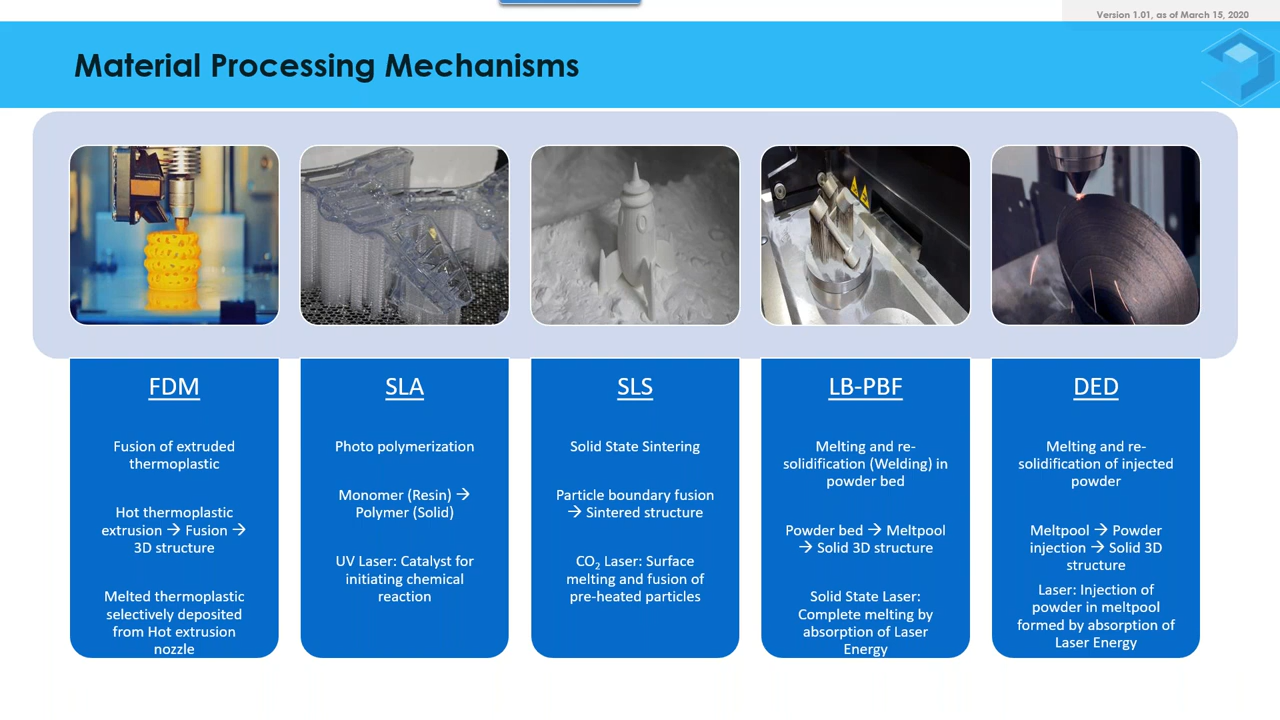 Version 1.01, as of March 15, 2020
Material Processing Mechanisms
FDM
Fusion of extruded
thermoplastic
Hot thermoplastic
extrusion → Fusion →
3D structure
Melted thermoplastic
selectively deposited
from Hot extrusion
nozzle
SLA
Photo polymerization
Monomer (Resin) →
Polymer (Solid)
UV Laser: Catalyst for
initiating chemical
reaction
SLS
Solid State Sintering
Particle boundary fusion
→ Sintered structure
CO₂ Laser: Surface
melting and fusion of
pre-heated particles
LB-PBF
Melting and re-
solidification (Welding) in
powder bed
Powder bed → Meltpool
→ Solid 3D structure
Solid State Laser:
Complete melting by
absorption of Laser
Energy
DED
Melting and re-
solidification of injected
powder
Meltpool → Powder
injection → Solid 3D
structure
Laser: Injection of
powder in meltpool
formed by absorption of
Laser Energy